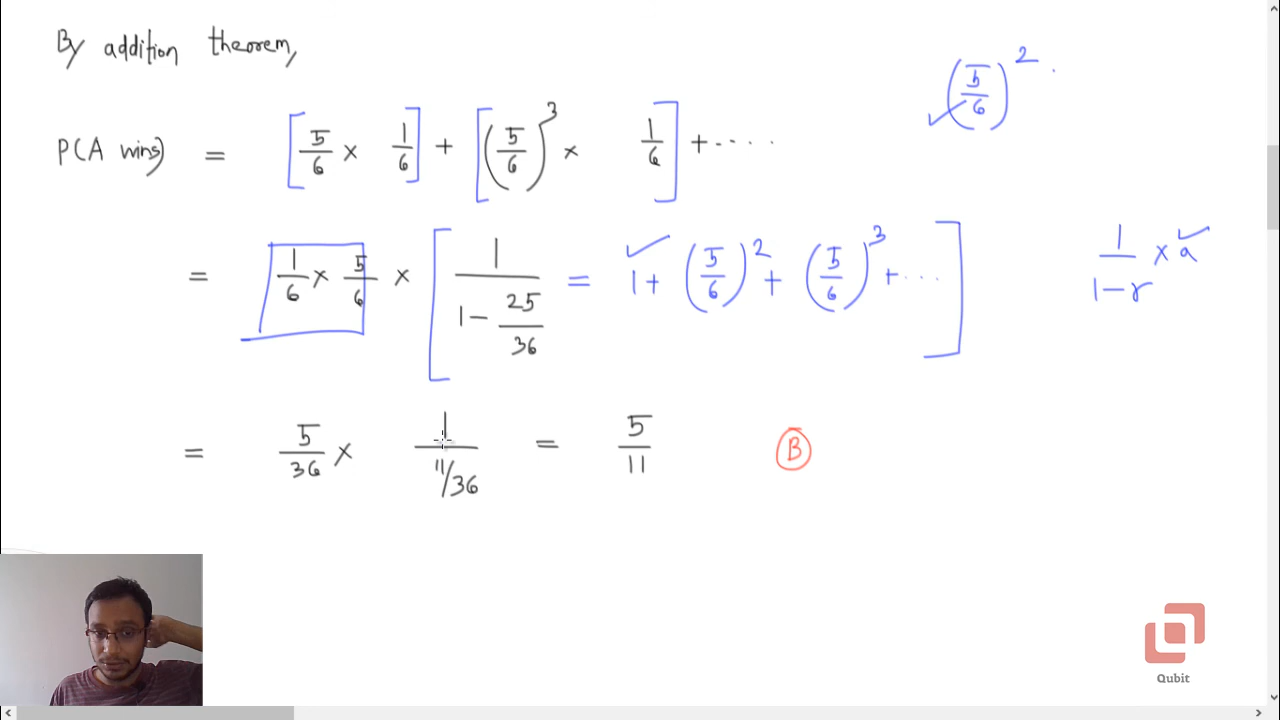 By addition theorem,
(5/6)^2 .
P(A wins) = [5/6 × 1/6] + [(5/6)^3 × 1/6] + .....
= 1/6 × 5/6 × [1/(1 - 25/36) = 1 + (5/6)^2 + (5/6)^3 + ....]
1/(1-r) × a
= 5/36 × 1/(11/36) = 5/11
B
Qubit